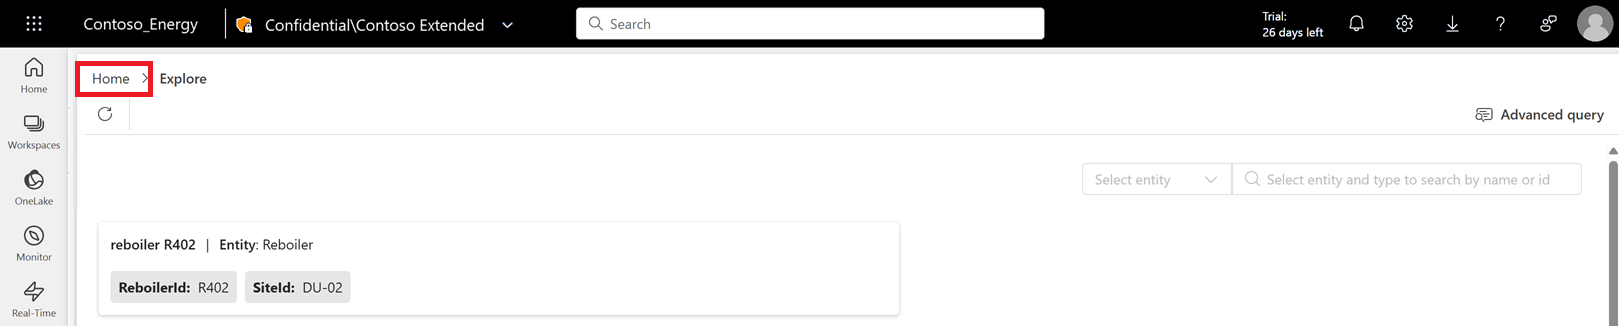 Contoso_Energy
Confidential\Contoso Extended
Search
Trial:
26 days left
Home
Workspaces
OneLake
Monitor
Real-Time
Home > Explore
Advanced query
Select entity
Select entity and type to search by name or id
reboiler R402 | Entity: Reboiler
ReboilerId: R402 SiteId: DU-02